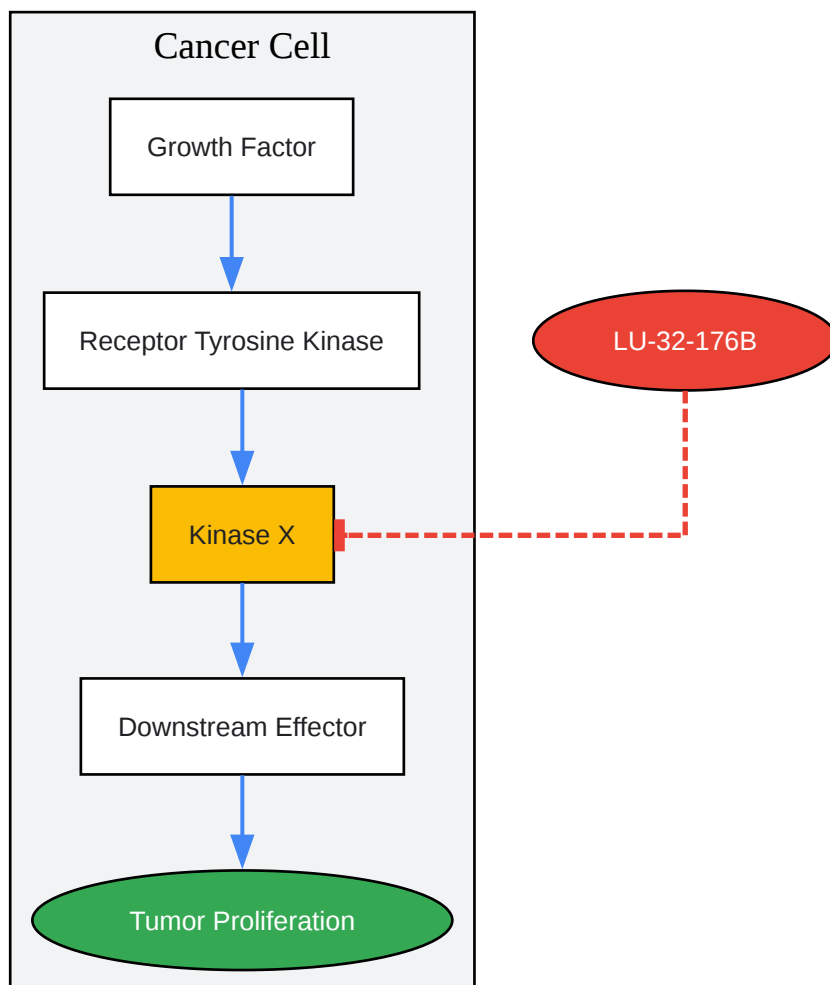 Cancer Cell
Growth Factor
Receptor Tyrosine Kinase
LU-32-176B
Kinase X
Downstream Effector
Tumor Proliferation